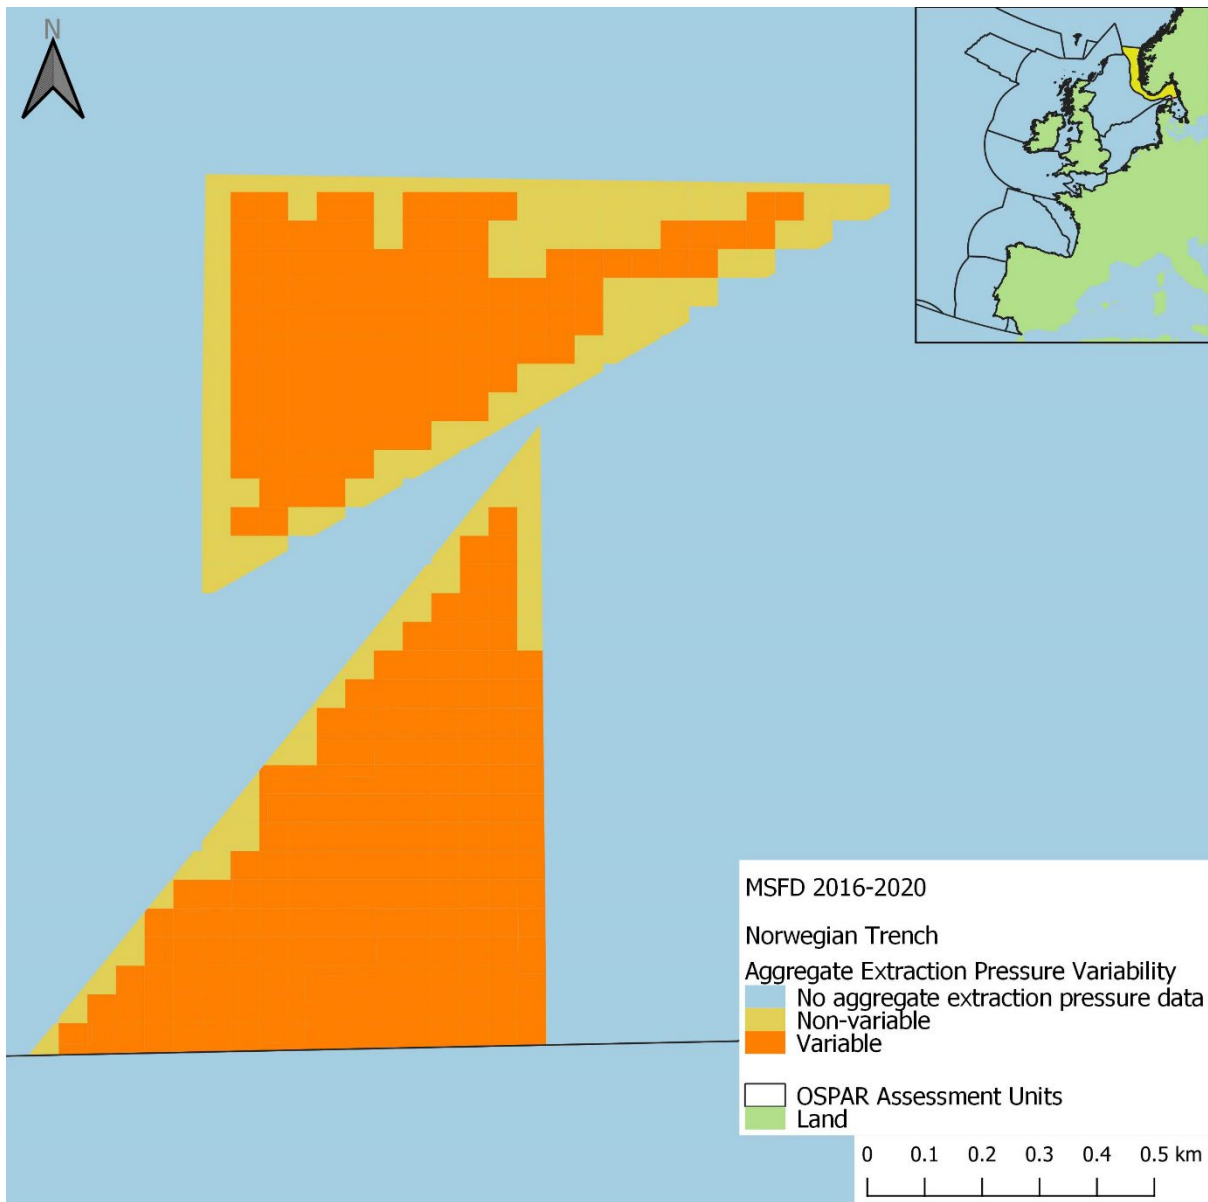 N
MSFD 2016-2020
Norwegian Trench
Aggregate Extraction Pressure Variability
No aggregate extraction pressure data
Non-variable
Variable
OSPAR Assessment Units
Land
0 0.1 0.2 0.3 0.4 0.5 km